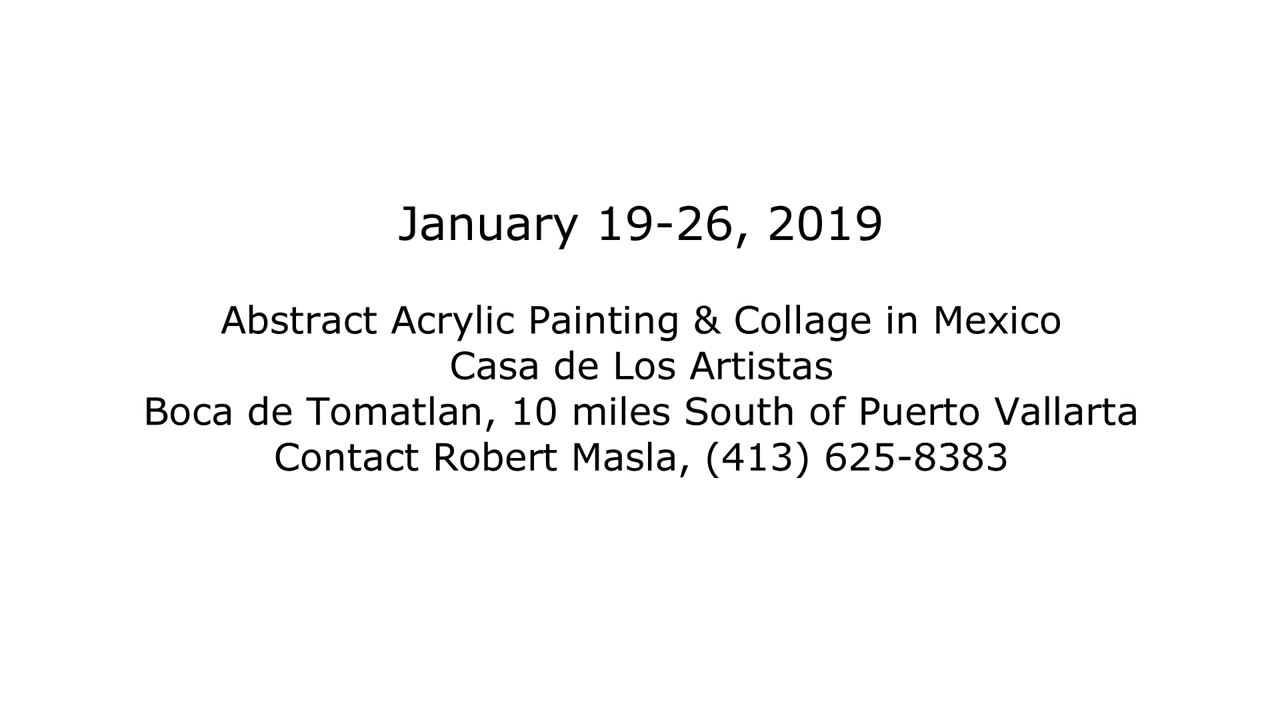 January 19-26, 2019
Abstract Acrylic Painting & Collage in Mexico
Casa de Los Artistas
Boca de Tomatlan, 10 miles South of Puerto Vallarta
Contact Robert Masla, (413) 625-8383